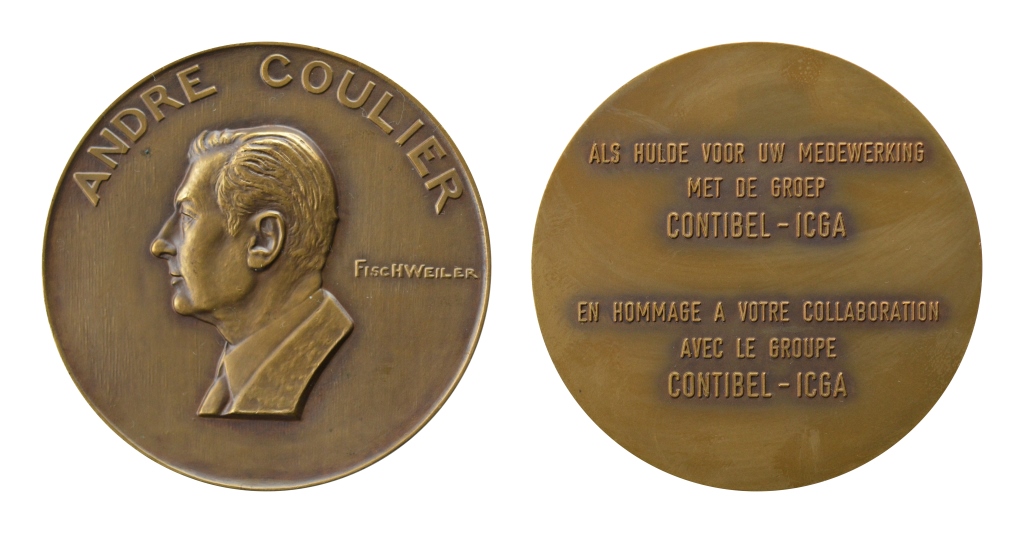 ANDRE COULIER
FISCHWEILER
ALS HULDE VOOR UW MEDEWERKING
MET DE GROEP
CONTIBEL - ICGA
EN HOMMAGE A VOTRE COLLABORATION
AVEC LE GROUPE
CONTIBEL - ICGA